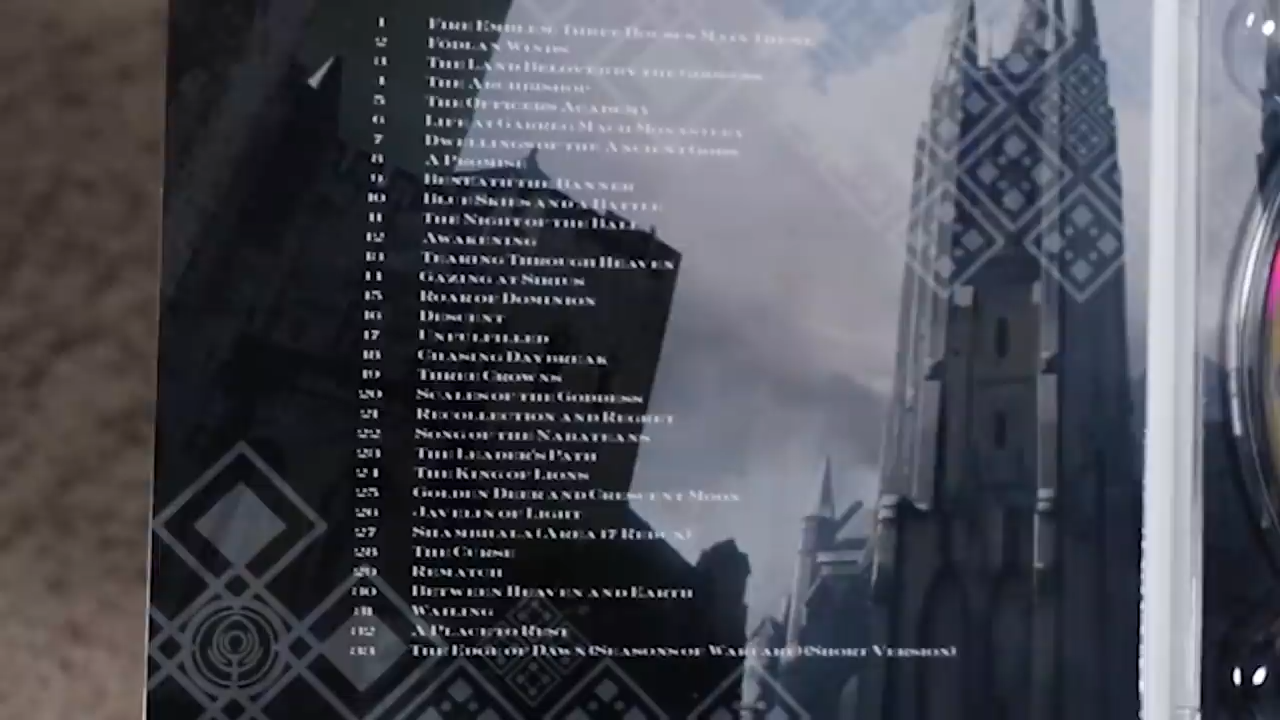 1 Fire Emblem: Three Houses Main Theme
2 Fódlan Winds
3 The Land Beloved by the Goddess
4 The Archbishop
5 The Officers Academy
6 Life at Garreg Mach Monastery
7 Dwellings of the Ancient Gods
8 A Promise
9 Beneath the Banner
10 Blue Skies and a Battle
11 The Night of the Ball
12 Awakening
13 Tearing Through Heaven
14 Gazing at Sirius
15 Roar of Dominion
16 Descent
17 Unfulfilled
18 Chasing Daybreak
19 Three Crowns
20 Scales of the Goddess
21 Recollection and Regret
22 Song of the Nabateans
23 The Leader's Path
24 The King of Lions
25 Golden Deer and Crescent Moon
26 Javelin of Light
27 Shambhala (Area 17 Redux)
28 The Curse
29 Rematch
30 Between Heaven and Earth
31 Wailing
32 A Place to Rest
33 The Edge of Dawn (Seasons of Warfare) (Short Version)